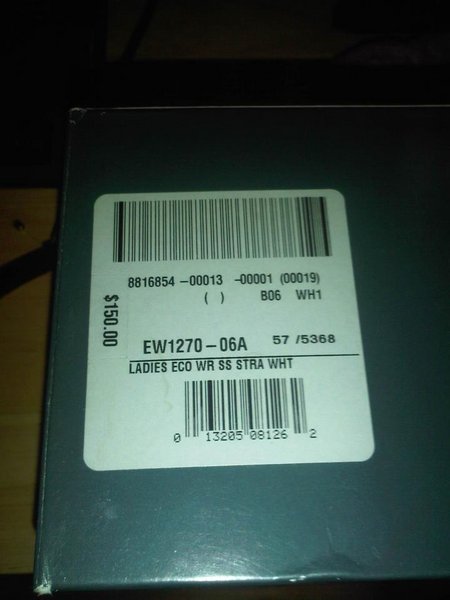 8816854-00013 -00001 (00019)
( ) B06 WH1
$150.00
EW1270-06A 57 /5368
LADIES ECO WR SS STRA WHT
0 13205 08126 2